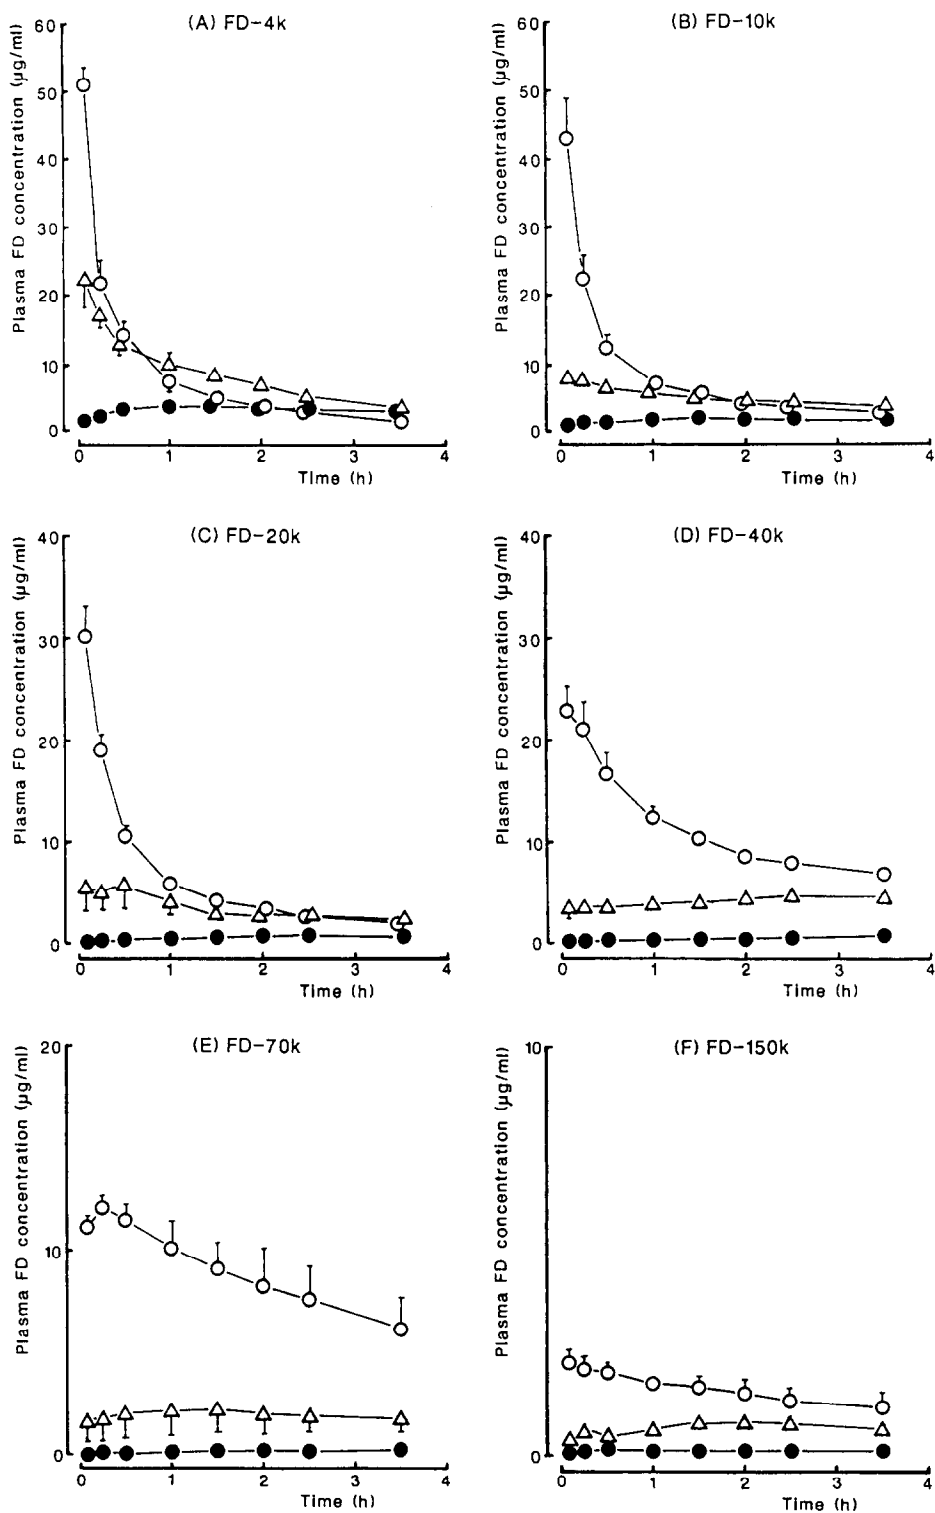 (A) FD-4k
Plasma FD concentration (µg/ml)
60
50
40
30
20
10
0
0 1 2 3 4
Time (h)
(B) FD-10k
Plasma FD concentration (µg/ml)
60
50
40
30
20
10
0
0 1 2 3 4
Time (h)
(C) FD-20k
Plasma FD concentration (µg/ml)
40
30
20
10
0
0 1 2 3 4
Time (h)
(D) FD-40k
Plasma FD concentration (µg/ml)
40
30
20
10
0
0 1 2 3 4
Time (h)
(E) FD-70k
Plasma FD concentration (µg/ml)
20
10
0
0 1 2 3 4
Time (h)
(F) FD-150k
Plasma FD concentration (µg/ml)
10
0
0 1 2 3 4
Time (h)